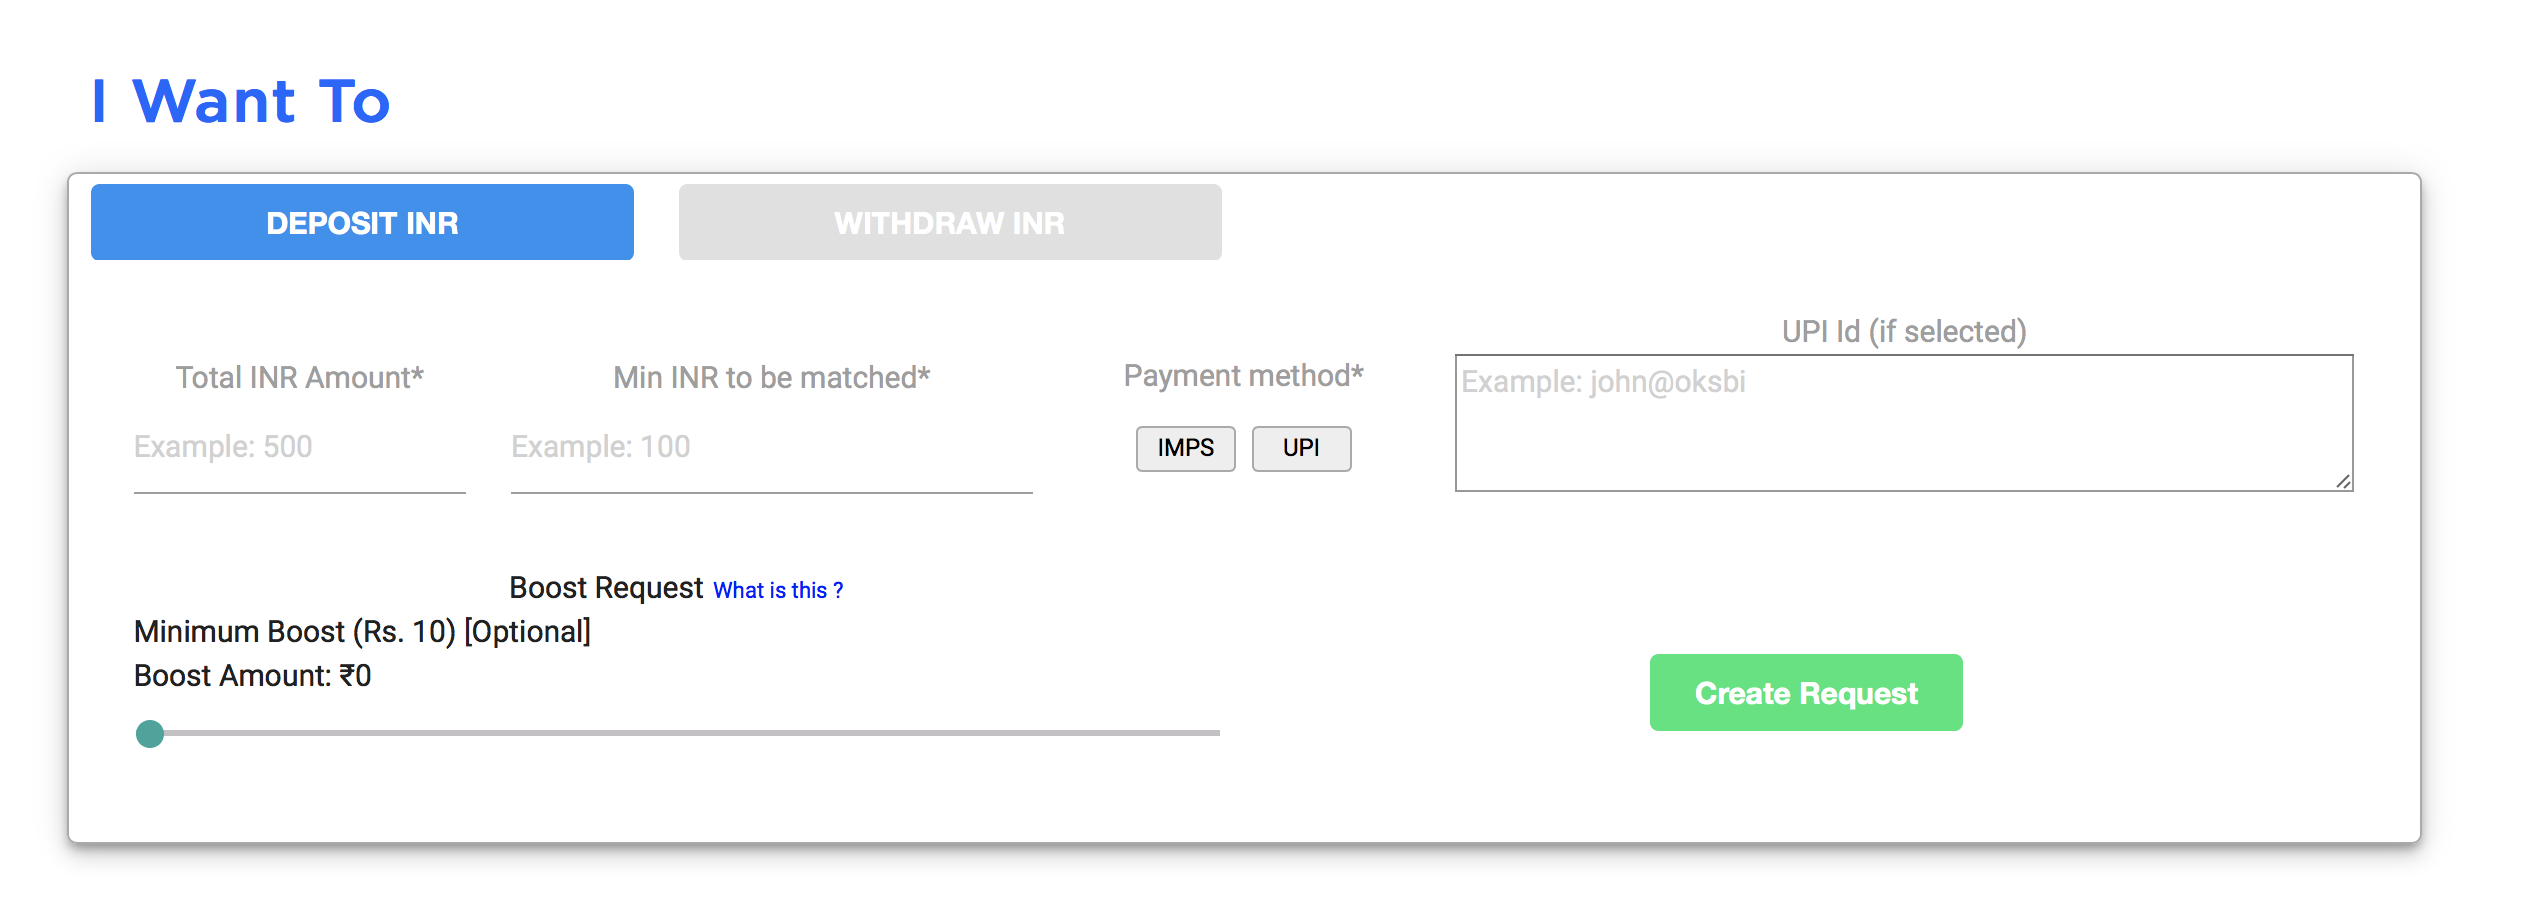 I Want To
DEPOSIT INR
WITHDRAW INR
Total INR Amount*
Min INR to be matched*
Payment method*
UPI Id (if selected)
Example: 500
Example: 100
IMPS
UPI
Example: john@oksbi
Boost Request What is this ?
Minimum Boost (Rs. 10) [Optional]
Boost Amount: ₹0
Create Request